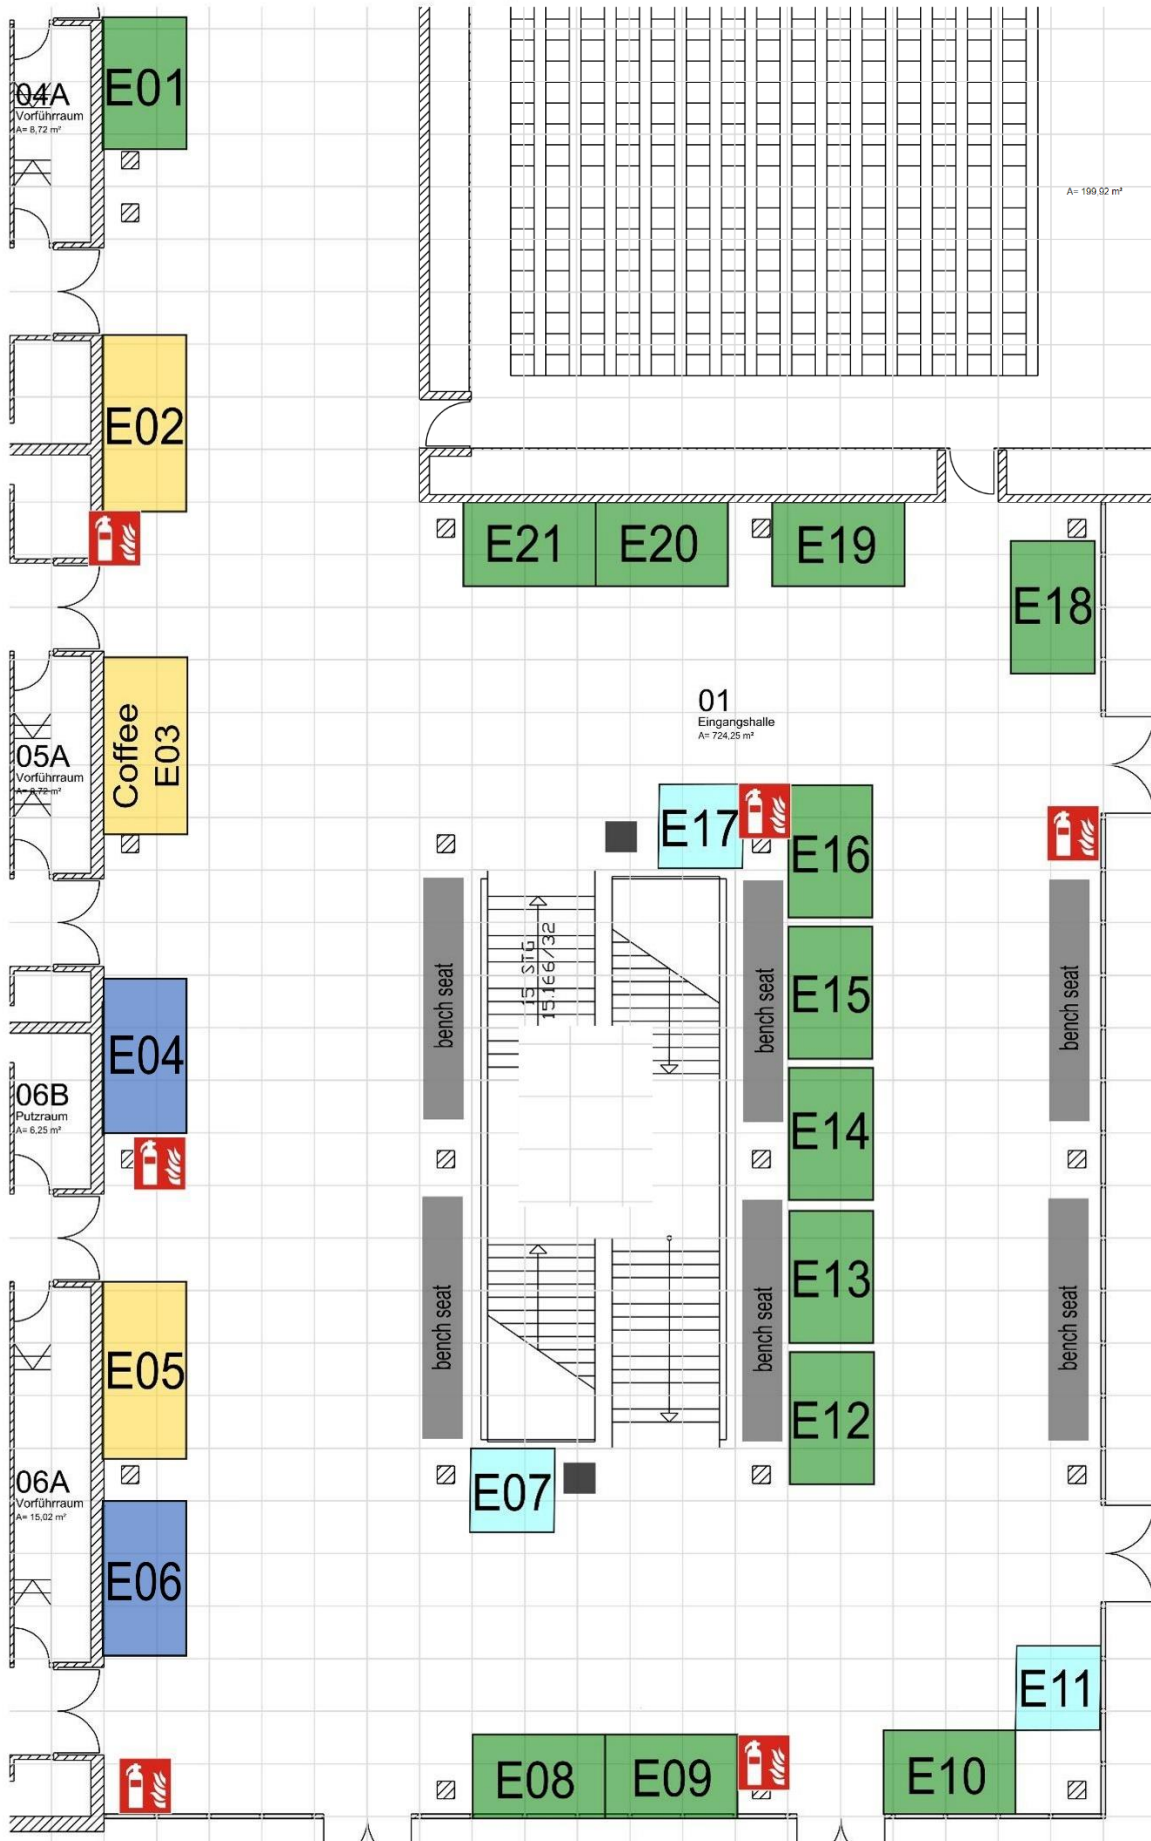 E01
04A
Vorführraum
A= 8,72 m²
A= 199,92 m²
E02
E21
E20
E19
E18
Coffee
E03
01
Eingangshalle
A= 724,25 m²
05A
Vorführraum
A= 8,72 m²
E17
E16
bench seat
15 STG
15.166/32
bench seat
E15
bench seat
E04
06B
Putzraum
A= 6,25 m²
E14
E13
bench seat
bench seat
bench seat
E05
E12
06A
Vorführraum
A= 15,02 m²
E07
E06
E11
E08
E09
E10